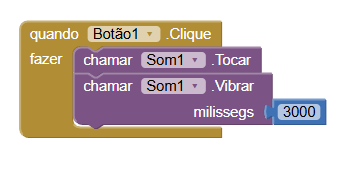 quando Botão1 .Clique
fazer chamar Som1 .Tocar
chamar Som1 .Vibrar
milissegs 3000